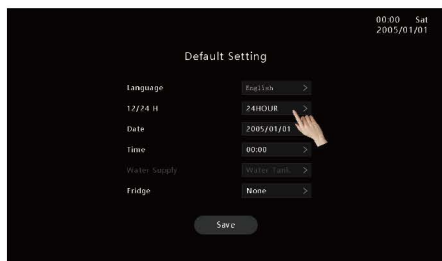 00:00 Sat
2005/01/01
Default Setting
Language English >
12/24 H 24HOUR >
Date 2005/01/01 >
Time 00:00 >
Water Supply Water Tank >
Fridge None >
Save